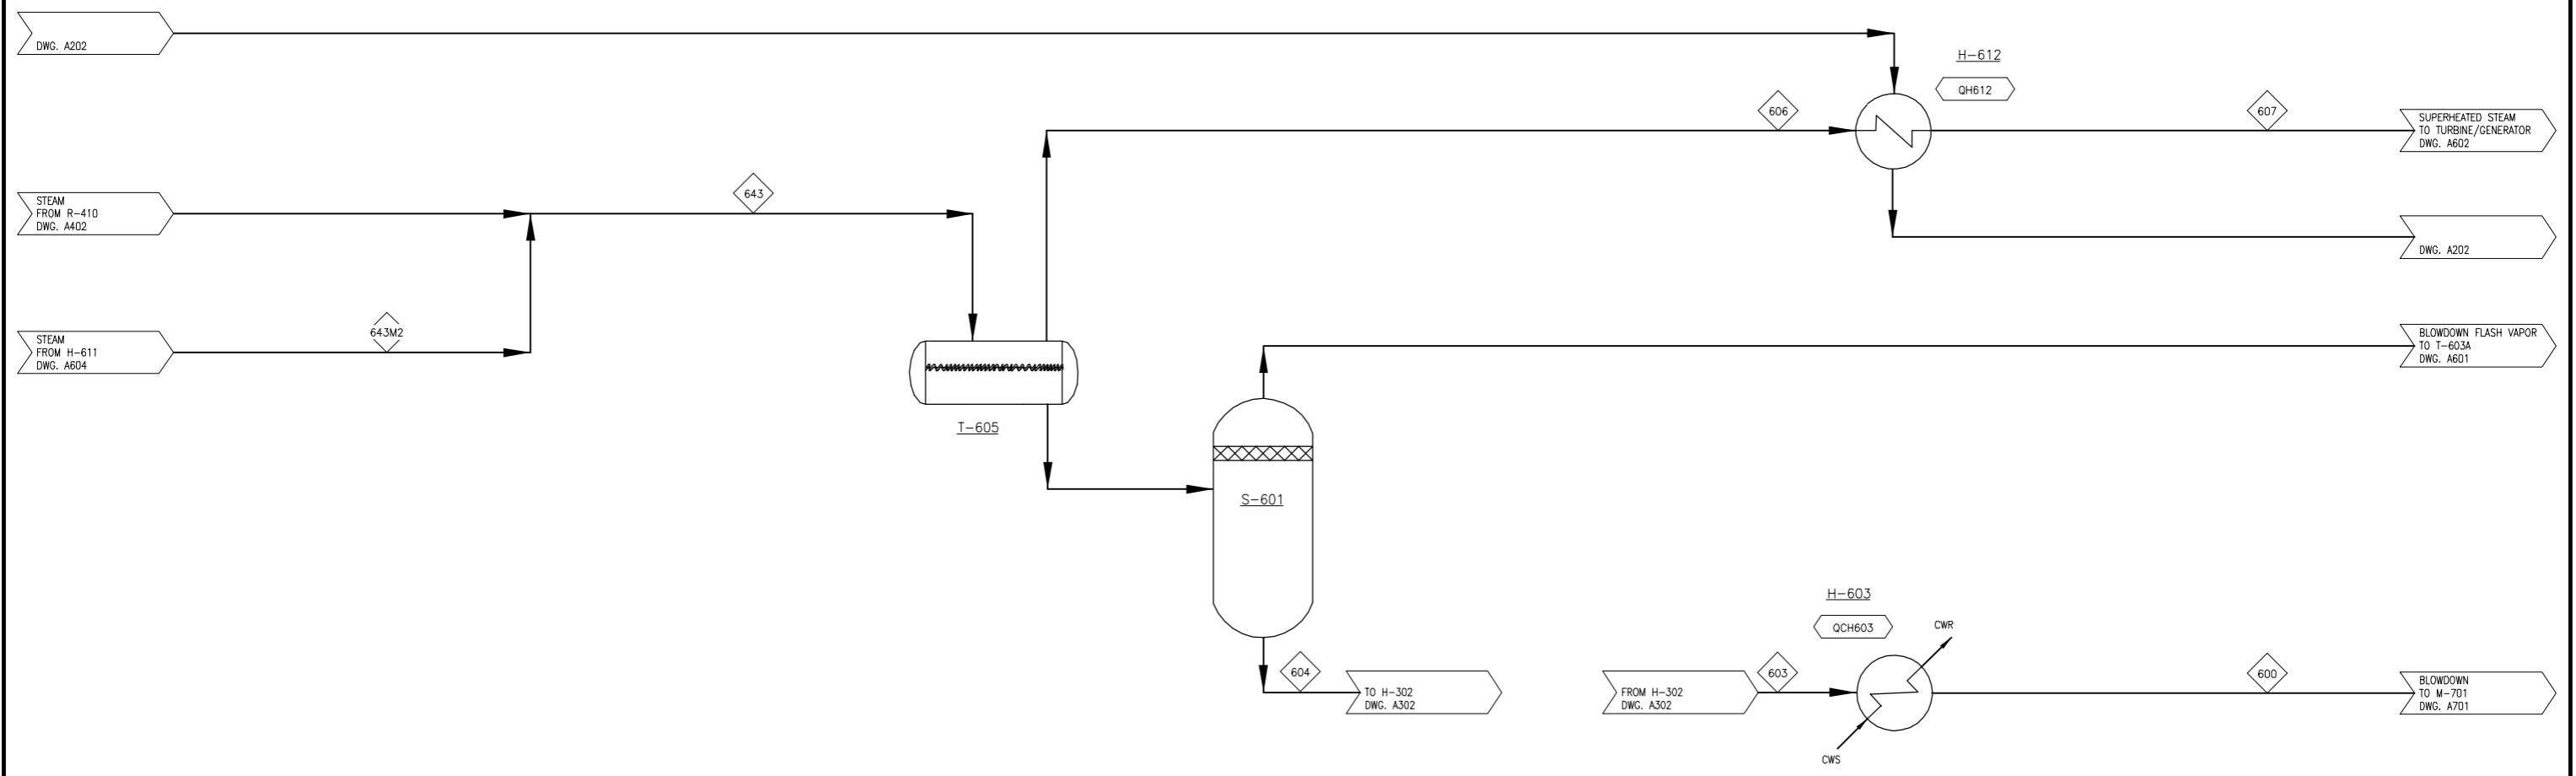 DWG. A202
H-612
QH612
606
607
SUPERHEATED STEAM
TO TURBINE/GENERATOR
DWG. A602
STEAM
FROM R-410
DWG. A402
643
DWG. A202
STEAM
FROM H-611
DWG. A604
643M2
BLOWDOWN FLASH VAPOR
TO T-603A
DWG. A601
T-605
S-601
H-603
QCH603
CWR
604
TO H-302
DWG. A302
FROM H-302
DWG. A302
603
600
BLOWDOWN
TO M-701
DWG. A701
CWS